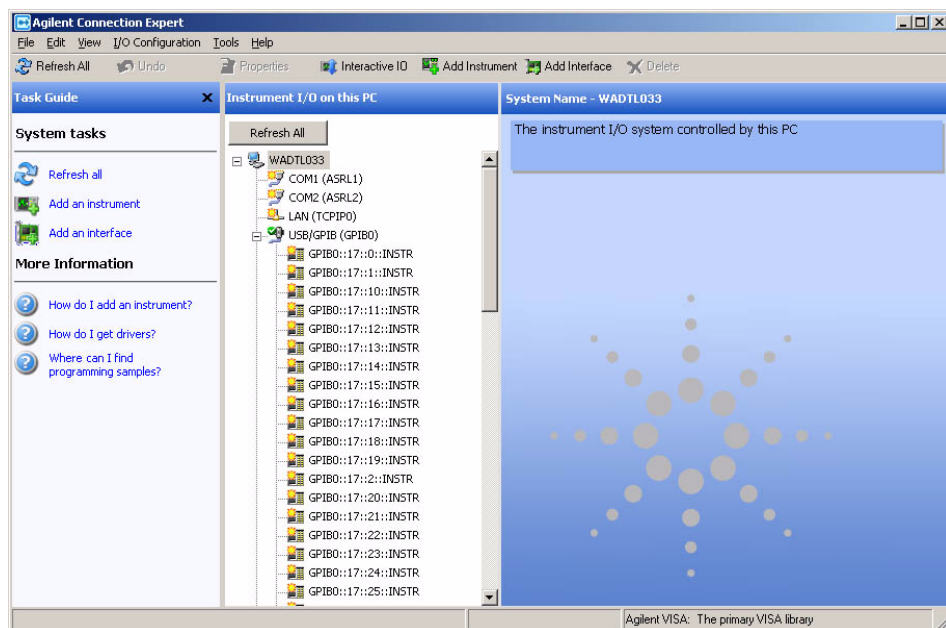 Agilent Connection Expert
File Edit View I/O Configuration Tools Help
Refresh All Undo Properties Interactive IO Add Instrument Add Interface Delete
Task Guide
System tasks
Refresh all
Add an instrument
Add an interface
More Information
How do I add an instrument?
How do I get drivers?
Where can I find
programming samples?
Instrument I/O on this PC
Refresh All
WADTL033
COM1 (ASRL1)
COM2 (ASRL2)
LAN (TCPIP0)
USB/GPIB (GPIB0)
GPIB0::17::0::INSTR
GPIB0::17::1::INSTR
GPIB0::17::10::INSTR
GPIB0::17::11::INSTR
GPIB0::17::12::INSTR
GPIB0::17::13::INSTR
GPIB0::17::14::INSTR
GPIB0::17::15::INSTR
GPIB0::17::16::INSTR
GPIB0::17::17::INSTR
GPIB0::17::18::INSTR
GPIB0::17::19::INSTR
GPIB0::17::2::INSTR
GPIB0::17::20::INSTR
GPIB0::17::21::INSTR
GPIB0::17::22::INSTR
GPIB0::17::23::INSTR
GPIB0::17::24::INSTR
GPIB0::17::25::INSTR
System Name - WADTL033
The instrument I/O system controlled by this PC
Agilent VISA: The primary VISA library